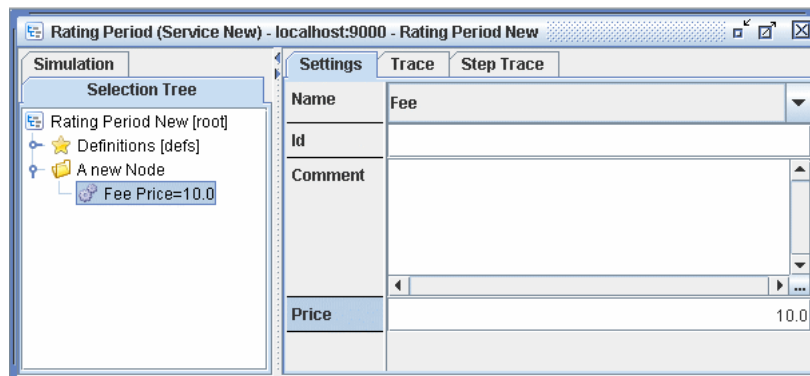 Rating Period (Service New) - localhost:9000 - Rating Period New
Simulation
Selection Tree
Rating Period New [root]
Definitions [defs]
A new Node
Fee Price=10.0
Settings Trace Step Trace
Name Fee
Id
Comment
...
Price 10.0